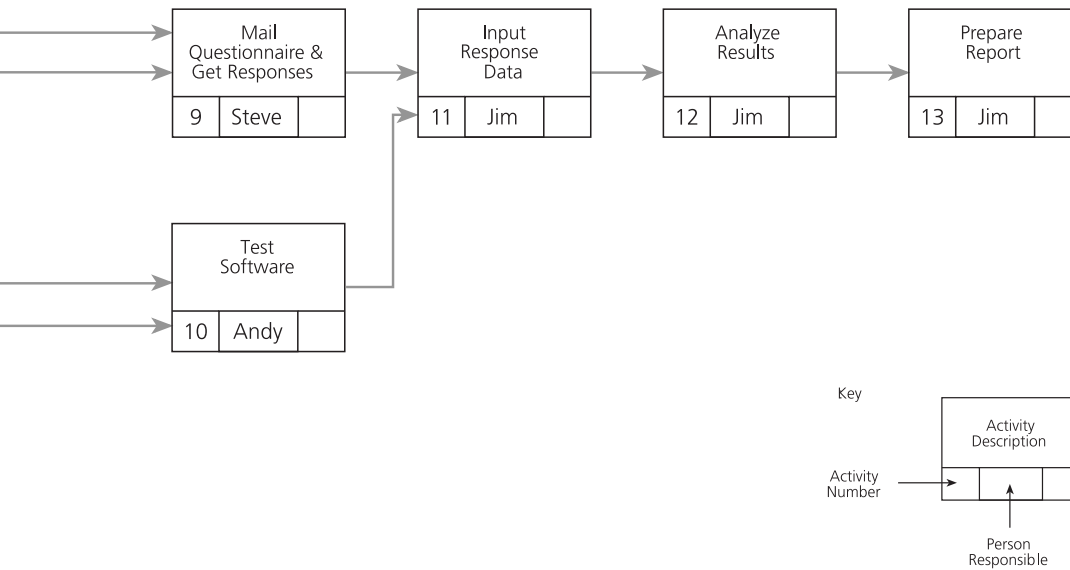 Mail
Questionnaire &
Get Responses
9 Steve
Input
Response
Data
11 Jim
Analyze
Results
12 Jim
Prepare
Report
13 Jim
Test
Software
10 Andy
Key
Activity
Description
Activity
Number
Person
Responsible